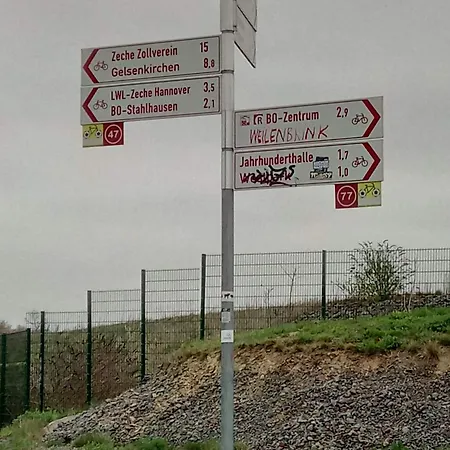 Zeche Zollverein 15
Gelsenkirchen 8,8
LWL-Zeche Hannover 3,5
BO-Stahlhausen 2,1
47
BO-Zentrum 2,9
WEILENBRINK
Jahrhunderthalle 1,7
1,0
77